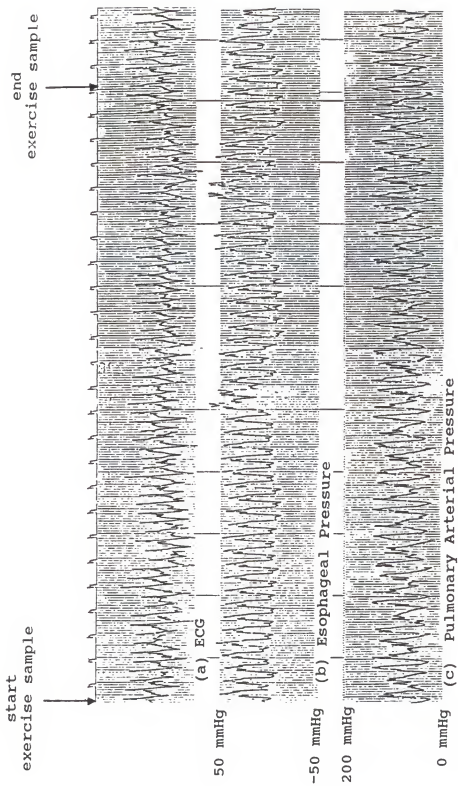 start
exercise sample
end
exercise sample
(a) ECG
50 mmHg
-50 mmHg
(b) Esophageal Pressure
200 mmHg
0 mmHg
(c) Pulmonary Arterial Pressure